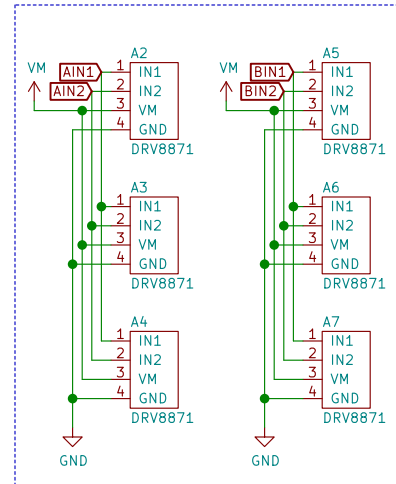 A2
VM
AIN1
1 IN1
AIN2
2 IN2
3 VM
4 GND
DRV8871
A3
1 IN1
2 IN2
3 VM
4 GND
DRV8871
A4
1 IN1
2 IN2
3 VM
4 GND
DRV8871
GND
A5
VM
BIN1
1 IN1
BIN2
2 IN2
3 VM
4 GND
DRV8871
A6
1 IN1
2 IN2
3 VM
4 GND
DRV8871
A7
1 IN1
2 IN2
3 VM
4 GND
DRV8871
GND